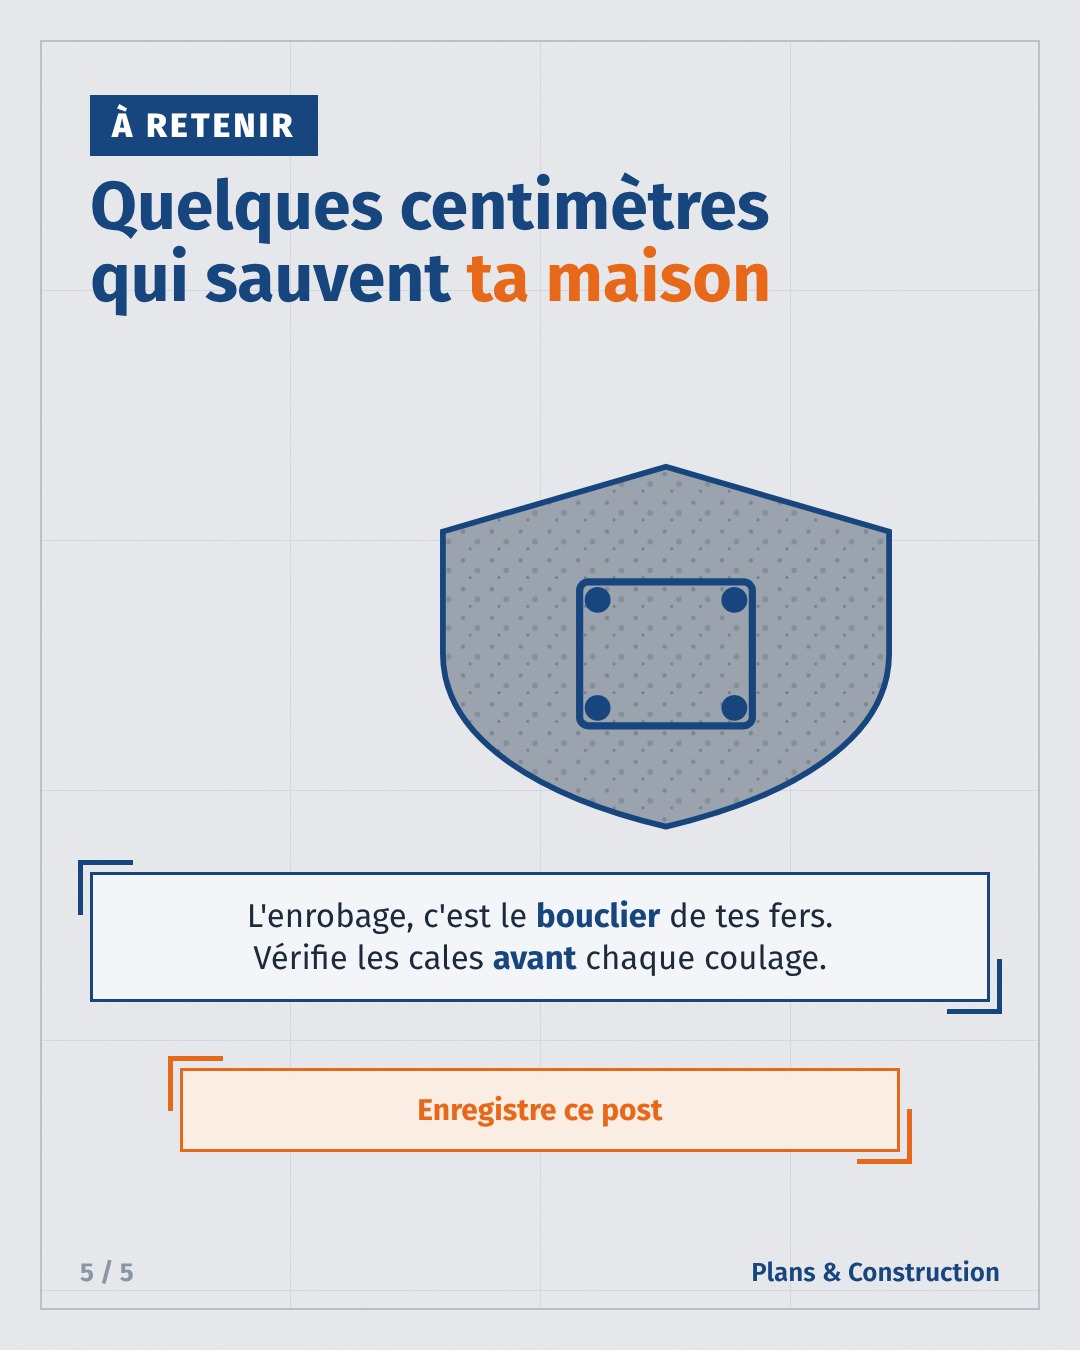 À RETENIR
Quelques centimètres
qui sauvent ta maison
L'enrobage, c'est le bouclier de tes fers.
Vérifie les cales avant chaque coulage.
Enregistre ce post
5 / 5
Plans & Construction